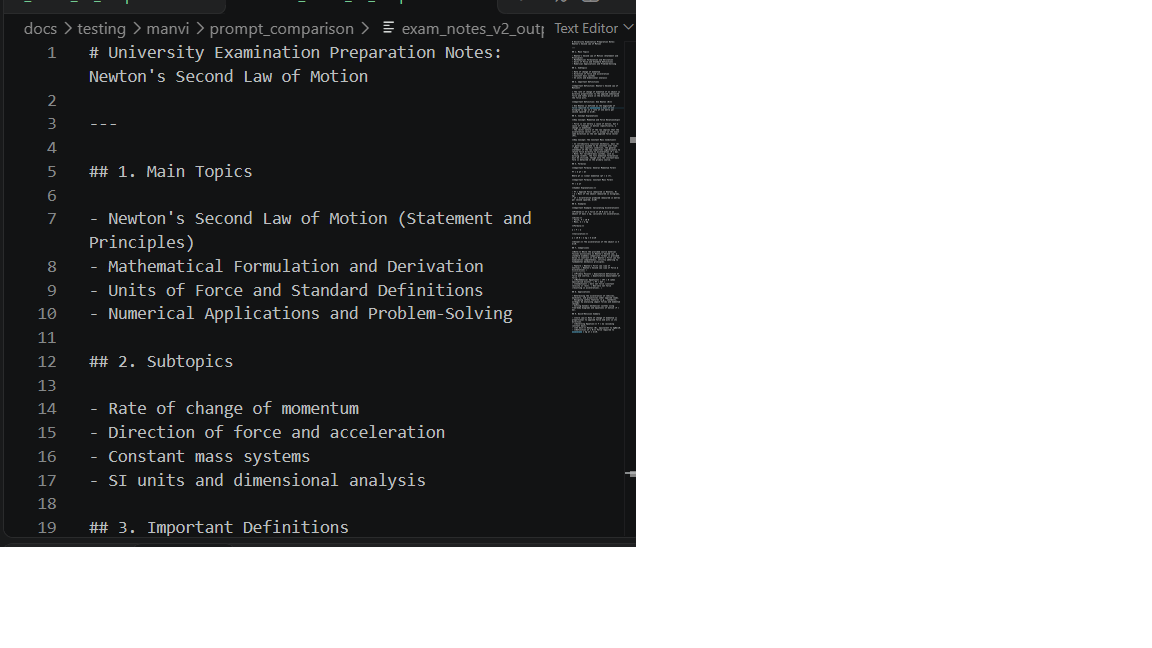 docs > testing > manvi > prompt_comparison > exam_notes_v2_outp Text Editor
1 # University Examination Preparation Notes:
Newton's Second Law of Motion
2
3 ---
4
5 ## 1. Main Topics
6
7 - Newton's Second Law of Motion (Statement and
Principles)
8 - Mathematical Formulation and Derivation
9 - Units of Force and Standard Definitions
10 - Numerical Applications and Problem-Solving
11
12 ## 2. Subtopics
13
14 - Rate of change of momentum
15 - Direction of force and acceleration
16 - Constant mass systems
17 - SI units and dimensional analysis
18
19 ## 3. Important Definitions